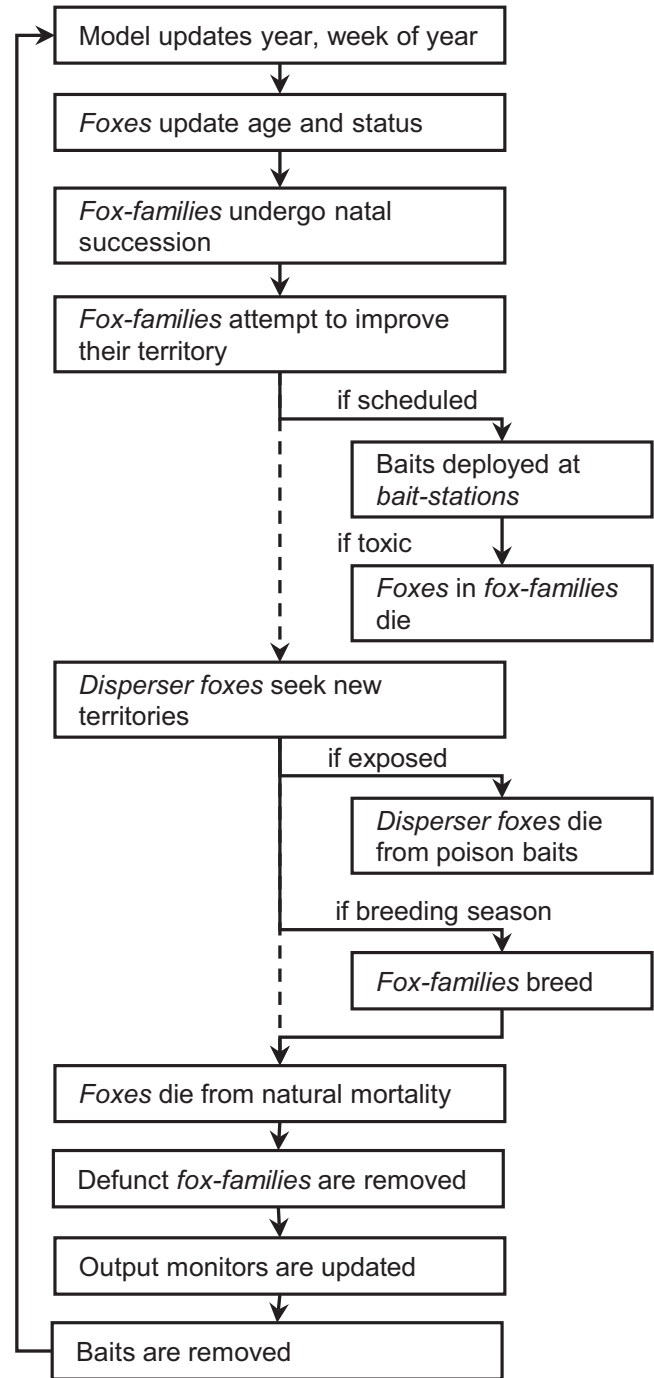 Model updates year, week of year
Foxes update age and status
Fox-families undergo natal
succession
Fox-families attempt to improve
their territory
if scheduled
Baits deployed at
bait-stations
if toxic
Foxes in fox-families
die
Disperser foxes seek new
territories
if exposed
Disperser foxes die
from poison baits
if breeding season
Fox-families breed
Foxes die from natural mortality
Defunct fox-families are removed
Output monitors are updated
Baits are removed